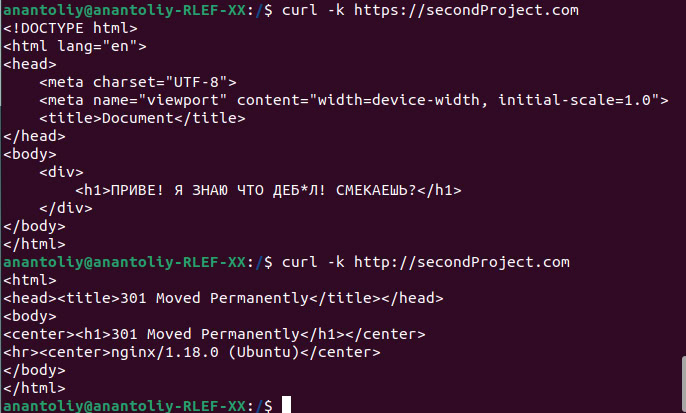 anantoliy@anantoliy-RLEF-XX:/$ curl -k https://secondProject.com
<!DOCTYPE html>
<html lang="en">
<head>
    <meta charset="UTF-8">
    <meta name="viewport" content="width=device-width, initial-scale=1.0">
    <title>Document</title>
</head>
<body>
    <div>
        <h1>ПРИВЕ! Я ЗНАЮ ЧТО ДЕБ*Л! СМЕКАЕШЬ?</h1>
    </div>
</body>
</html>
anantoliy@anantoliy-RLEF-XX:/$ curl -k http://secondProject.com
<html>
<head><title>301 Moved Permanently</title></head>
<body>
<center><h1>301 Moved Permanently</h1></center>
<hr><center>nginx/1.18.0 (Ubuntu)</center>
</body>
</html>
anantoliy@anantoliy-RLEF-XX:/$